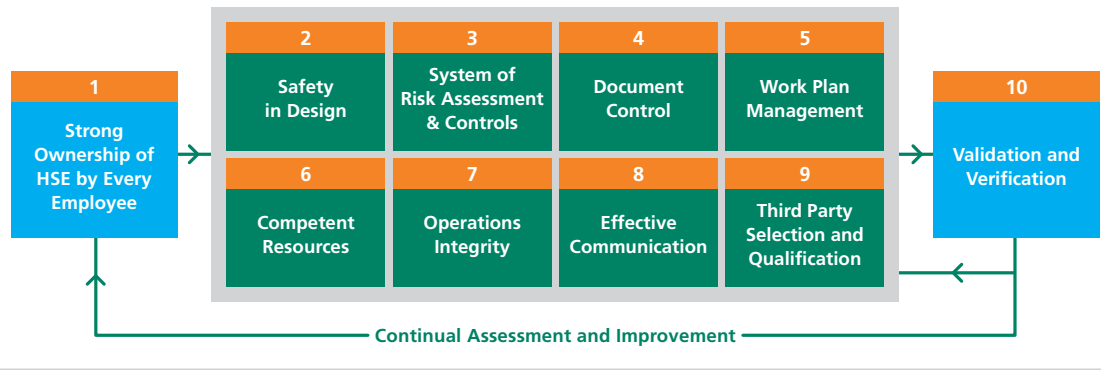 1
Strong
Ownership of
HSE by Every
Employee
2
Safety
in Design
3
System of
Risk Assessment
& Controls
4
Document
Control
5
Work Plan
Management
6
Competent
Resources
7
Operations
Integrity
8
Effective
Communication
9
Third Party
Selection and
Qualification
10
Validation and
Verification
Continual Assessment and Improvement